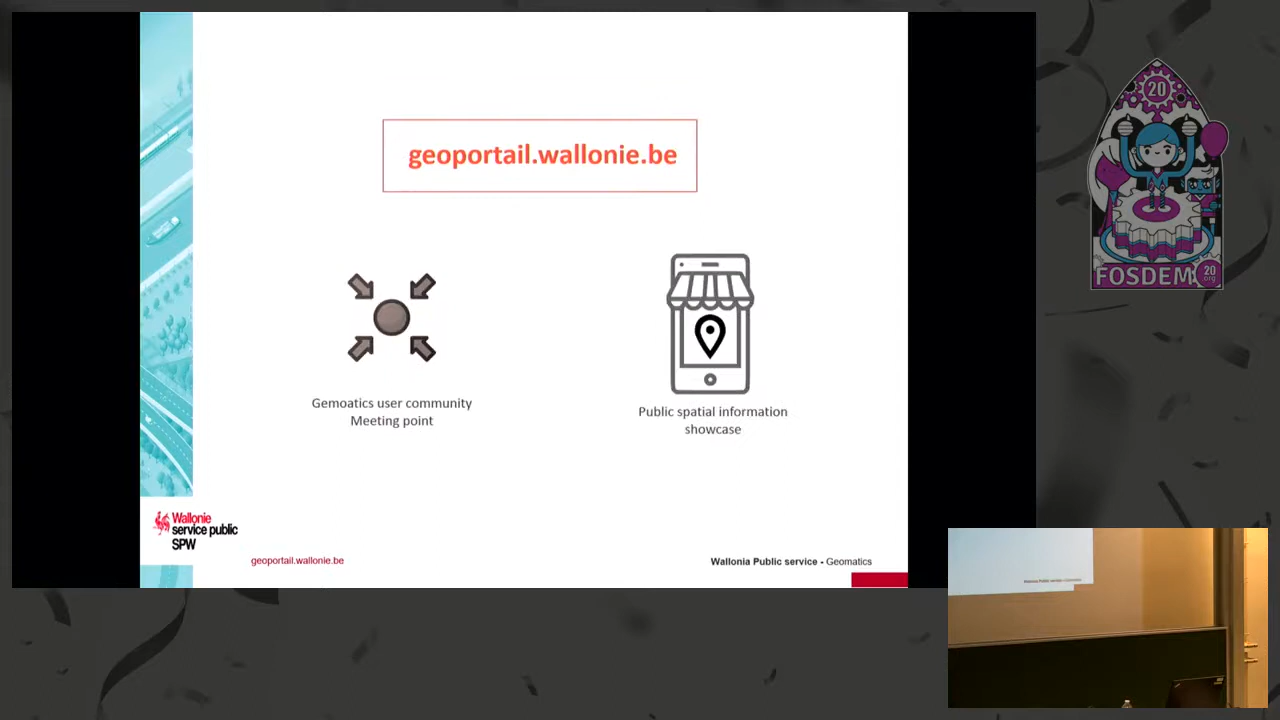 geoportail.wallonie.be
Gemoatics user community
Meeting point
Public spatial information
showcase
Wallonie
service public
SPW
geoportail.wallonie.be
Wallonia Public service - Geomatics
20
FOSDEM
20
.org